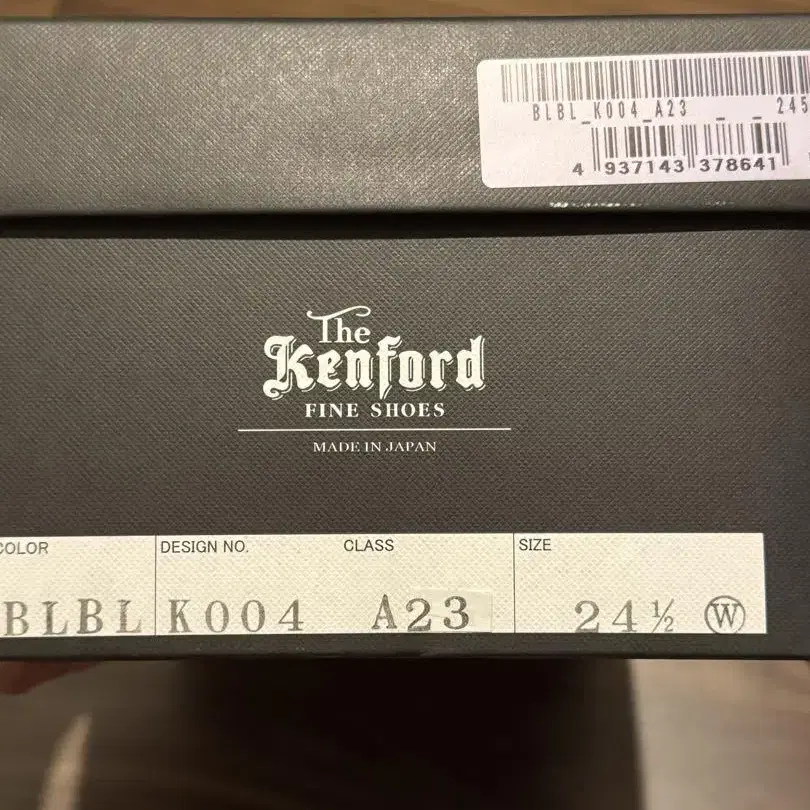 BLBL_K004_A23 _ _ 245
4 937143 378641
The
Kenford
FINE SHOES
MADE IN JAPAN
COLOR DESIGN NO. CLASS SIZE
BLBL K004 A23 24½ W